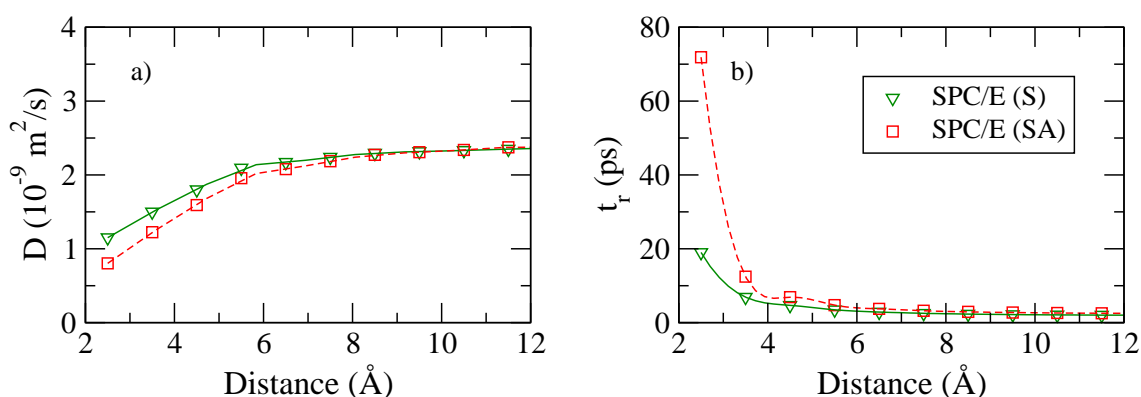 4
3
2
1
0
D (10⁻⁹ m²/s)
a)
2 4 6 8 10 12
Distance (Å)
80
60
40
20
0
t_r (ps)
b)
SPC/E (S)
SPC/E (SA)
2 4 6 8 10 12
Distance (Å)